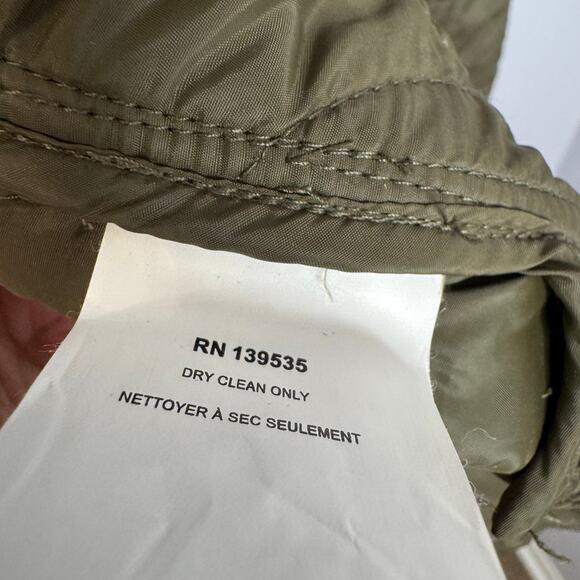 RN 139535
DRY CLEAN ONLY
NETTOYER À SEC SEULEMENT